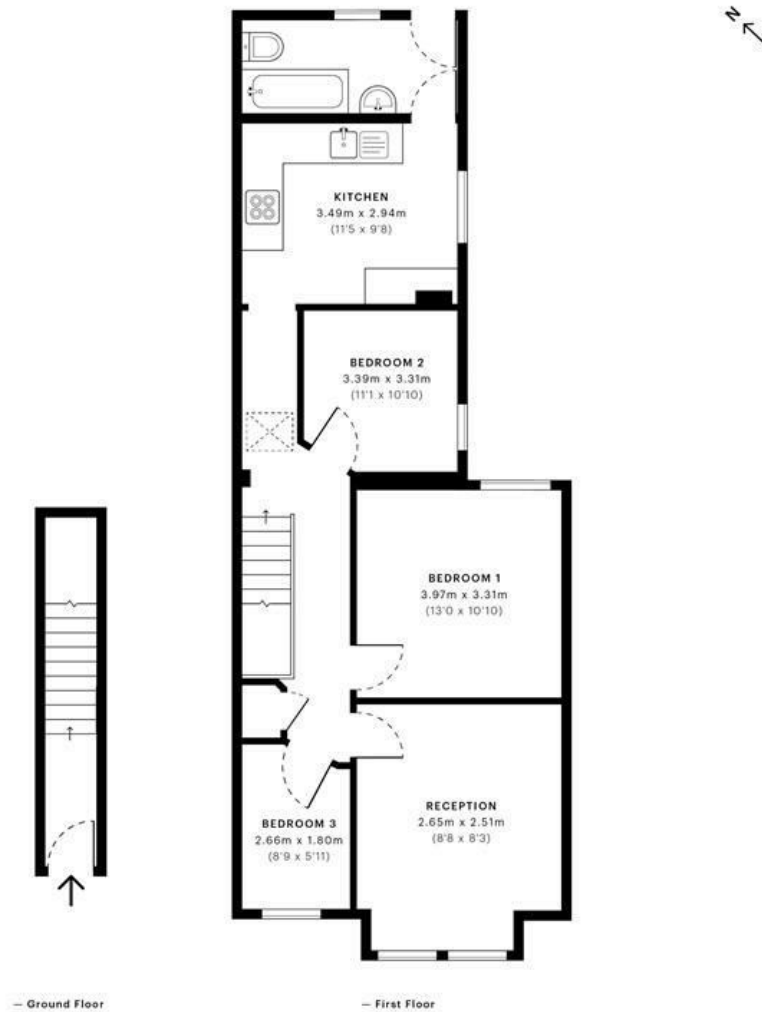 N
KITCHEN
3.49m x 2.94m
(11'5 x 9'8)
BEDROOM 2
3.39m x 3.31m
(11'1 x 10'10)
BEDROOM 1
3.97m x 3.31m
(13'0 x 10'10)
RECEPTION
2.65m x 2.51m
(8'8 x 8'3)
BEDROOM 3
2.66m x 1.80m
(8'9 x 5'11)
— Ground Floor
— First Floor